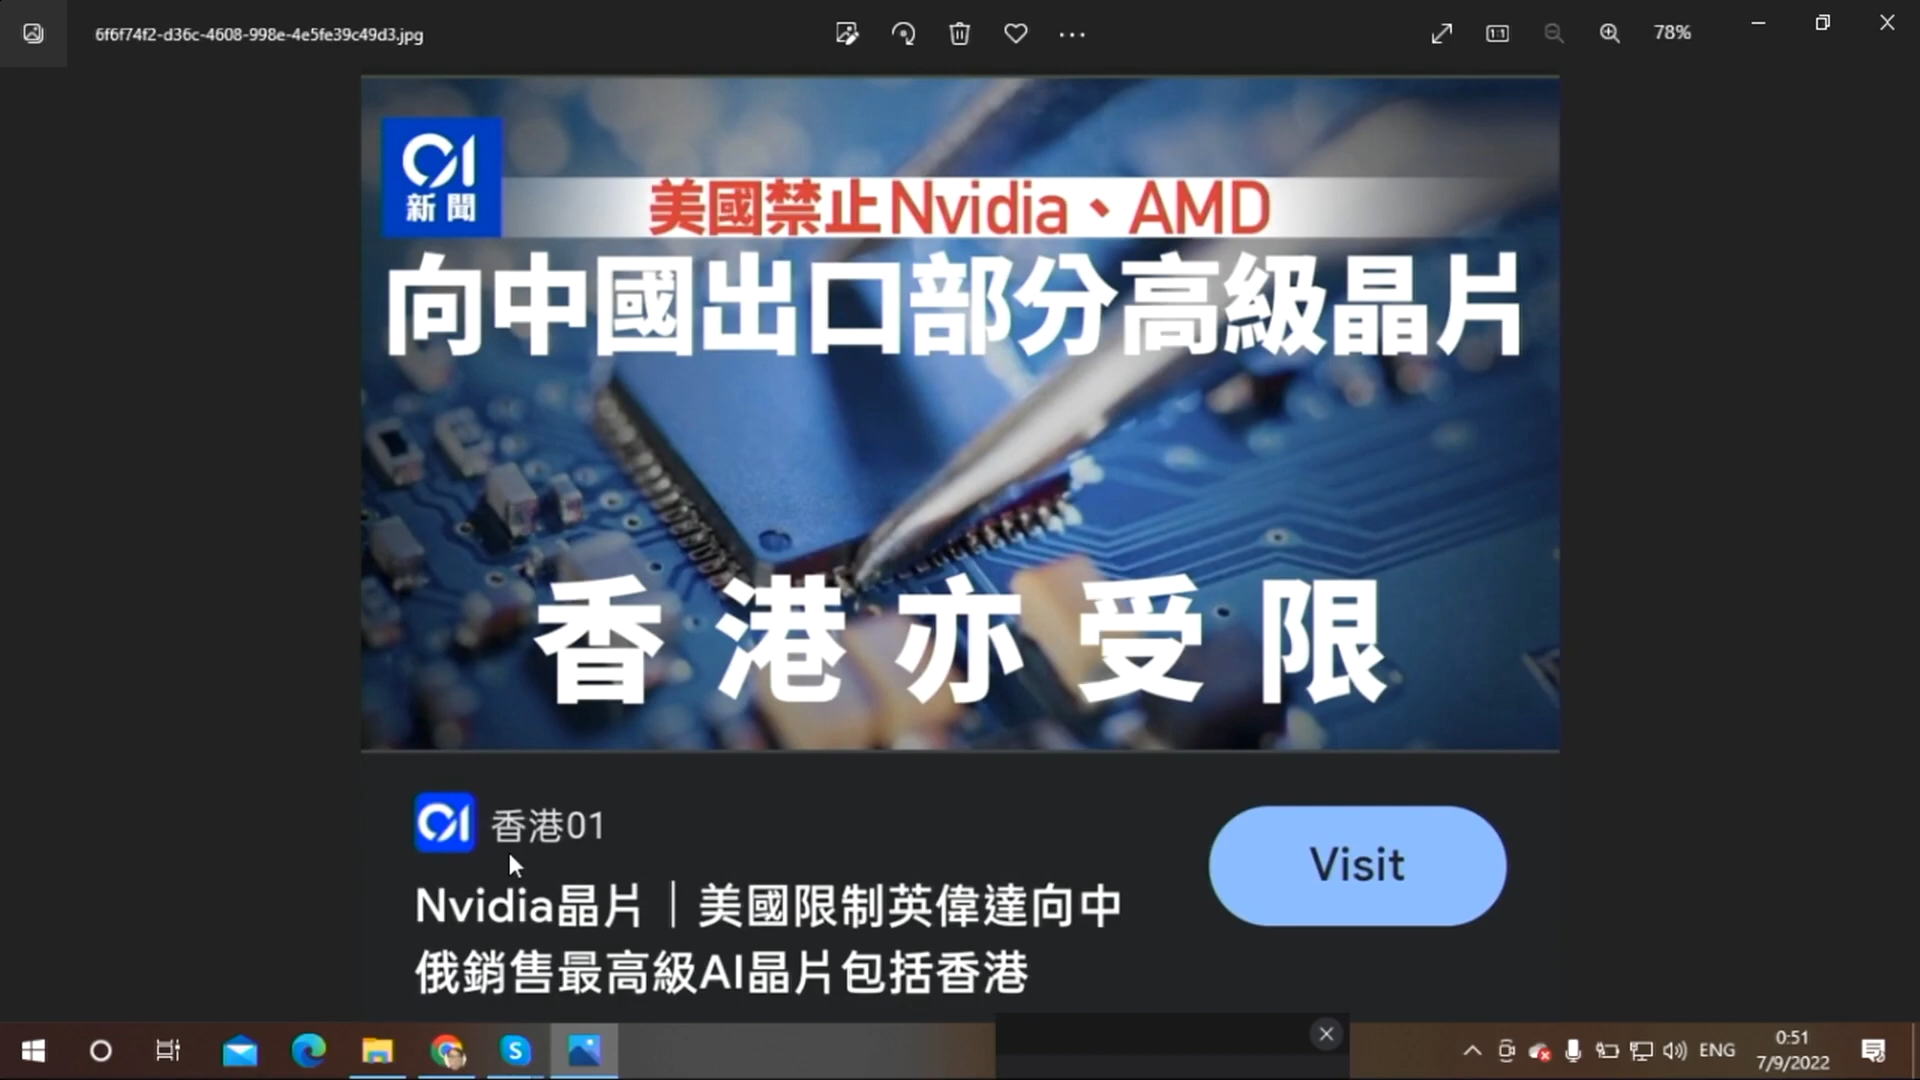 6f6f74f2-d36c-4608-998e-4e5fe39c49d3.jpg
78%
01
新聞
美國禁止Nvidia、AMD
向中國出口部分高級晶片
香港亦受限
01 香港01
Visit
Nvidia晶片｜美國限制英偉達向中
俄銷售最高級AI晶片包括香港
ENG
0:51
7/9/2022